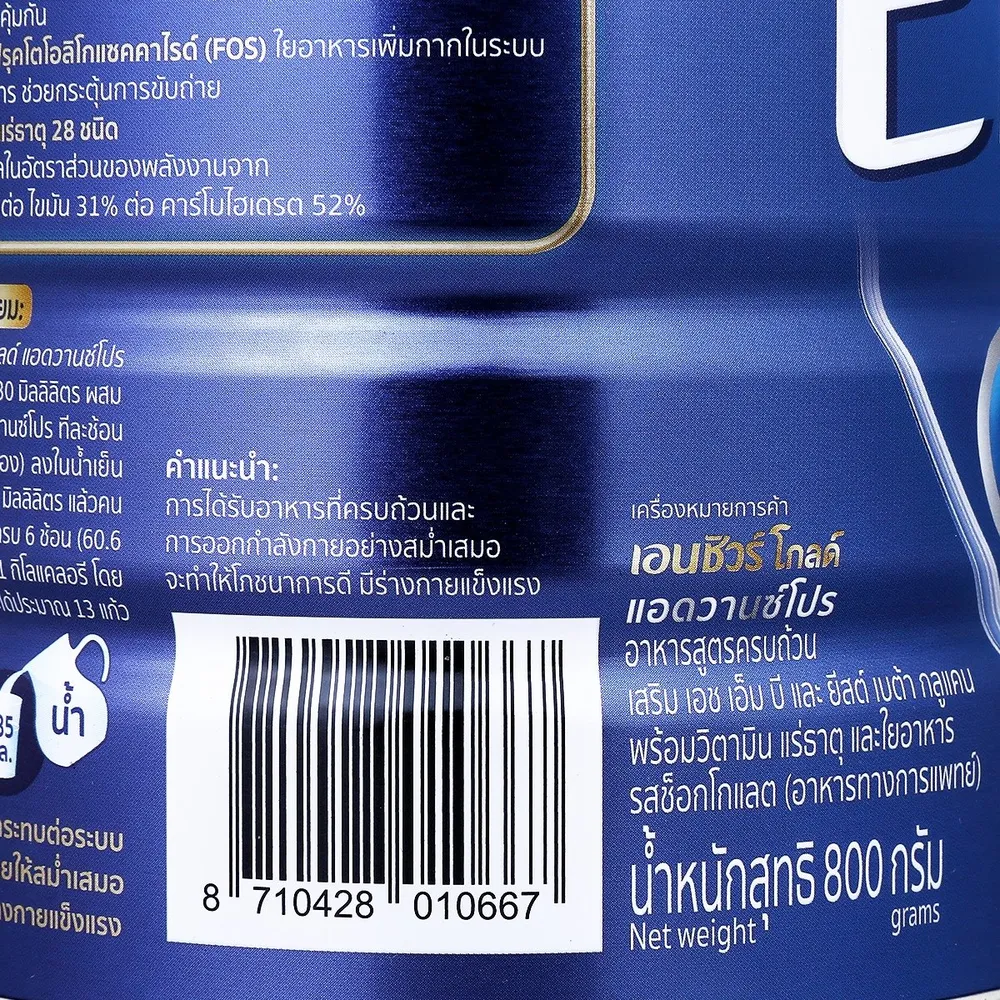 คุ้มกัน
รุคโตโอลิโกแซคคาไรด์ (FOS) ใยอาหารเพิ่มกากในระบบ
าร ช่วยกระตุ้นการขับถ่าย
แร่ธาตุ 28 ชนิด
ในอัตราส่วนของพลังงานจาก
ต่อ ไขมัน 31% ต่อ คาร์โบไฮเดรต 52%
ยม:
ลด์ แอดวานซ์โปร
30 มิลลิลิตร ผสม
านซ์โปร ทีละช้อน
อง) ลงในน้ำเย็น
มิลลิลิตร แล้วคน
ครบ 6 ช้อน (60.6
1 กิโลแคลอรี โดย
ได้ประมาณ 13 แก้ว
85
ล.
น้ำ
กระทบต่อระบบ
ายให้สม่ำเสมอ
างกายแข็งแรง
คำแนะนำ:
การได้รับอาหารที่ครบถ้วนและ
การออกกำลังกายอย่างสม่ำเสมอ
จะทำให้โภชนาการดี มีร่างกายแข็งแรง
8 710428 010667
E
เครื่องหมายการค้า
เอนชัวร์ โกลด์
แอดวานซ์โปร
อาหารสูตรครบถ้วน
เสริม เอช เอ็ม บี และ ยีสต์ เบต้า กลูแคน
พร้อมวิตามิน แร่ธาตุ และใยอาหาร
รสช็อกโกแลต (อาหารทางการแพทย์)
น้ำหนักสุทธิ 800 กรัม
Net weight grams